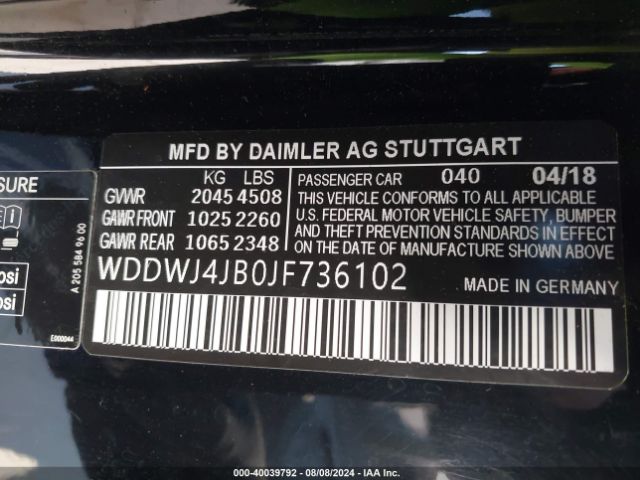 MFD BY DAIMLER AG STUTTGART
KG LBS
GVWR 2045 4508
GAWR FRONT 1025 2260
GAWR REAR 1065 2348
PASSENGER CAR 040 04/18
THIS VEHICLE CONFORMS TO ALL APPLICABLE
U.S. FEDERAL MOTOR VEHICLE SAFETY, BUMPER,
AND THEFT PREVENTION STANDARDS IN EFFECT
ON THE DATE OF MANUFACTURE SHOWN ABOVE.
WDDWJ4JB0JF736102
MADE IN GERMANY
SURE
psi
psi
A 205 584 96 00
E000044
000-40039792 - 08/08/2024 - IAA Inc.